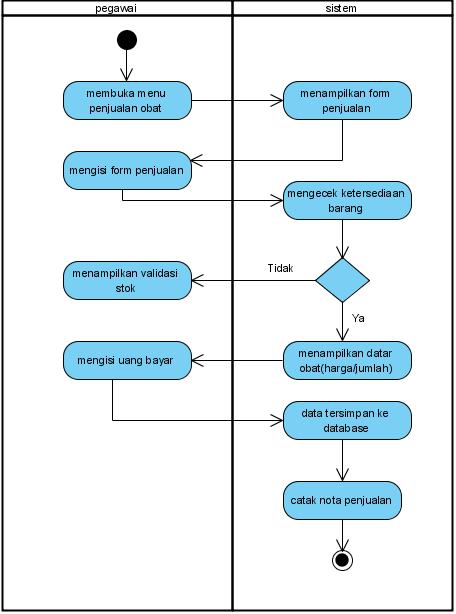 pegawai
sistem
membuka menu
penjualan obat
menampilkan form
penjualan
mengisi form penjualan
mengecek ketersediaan
barang
Tidak
menampilkan validasi
stok
Ya
mengisi uang bayar
menampilkan datar
obat(harga/jumlah)
data tersimpan ke
database
catak nota penjualan